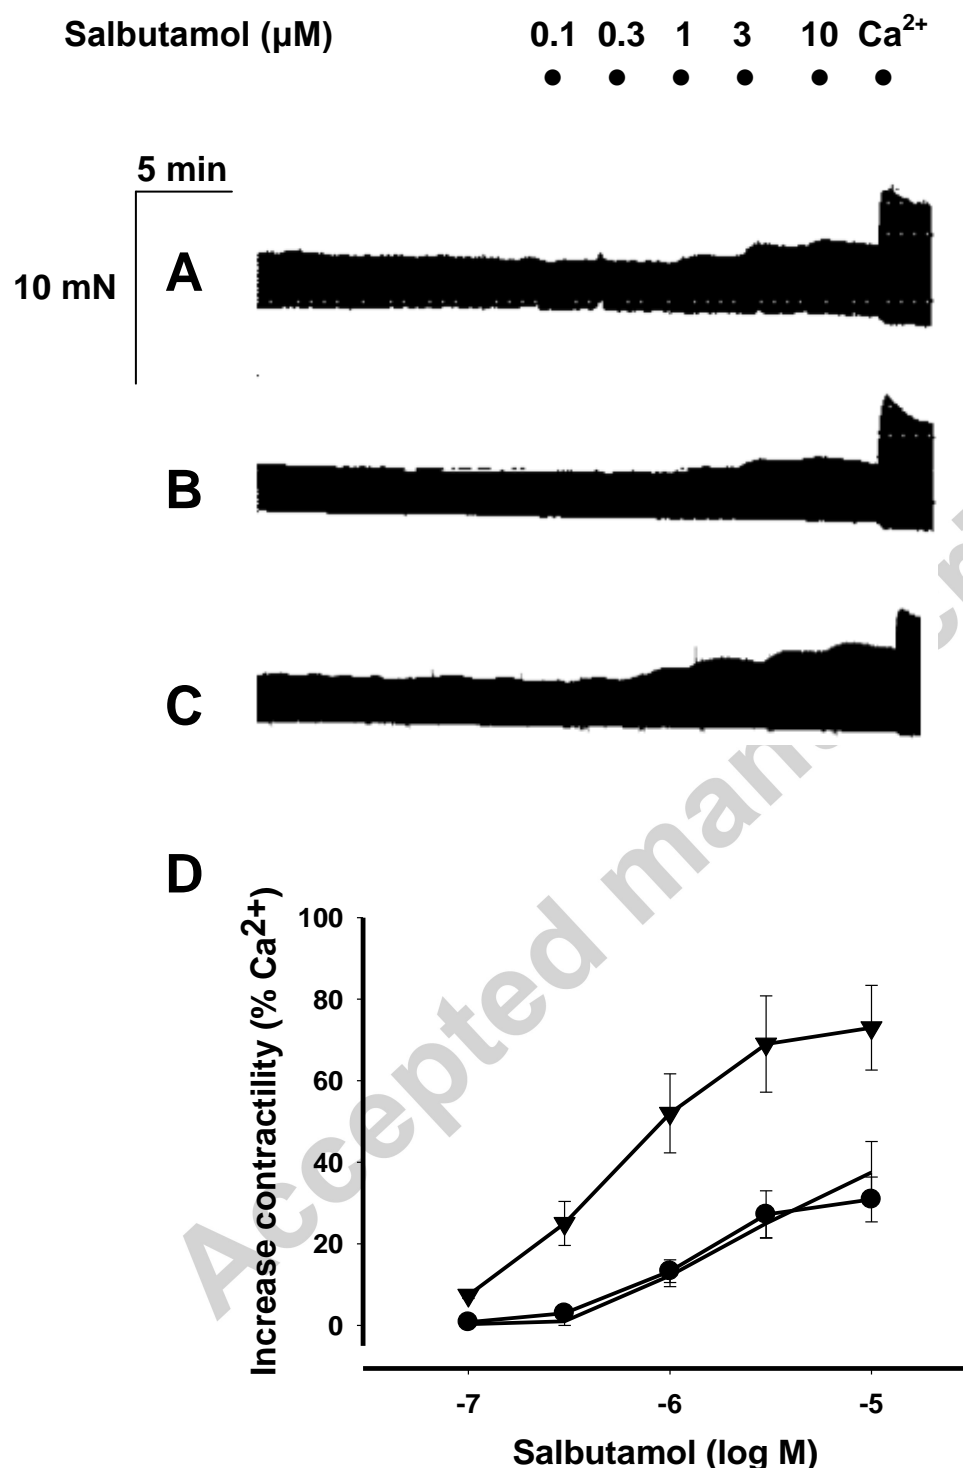 Salbutamol (µM) 0.1 0.3 1 3 10 Ca2+
5 min
10 mN
A
B
C
D
Increase contractility (% Ca2+)
100
80
60
40
20
0
-7 -6 -5
Salbutamol (log M)
Accepted manu